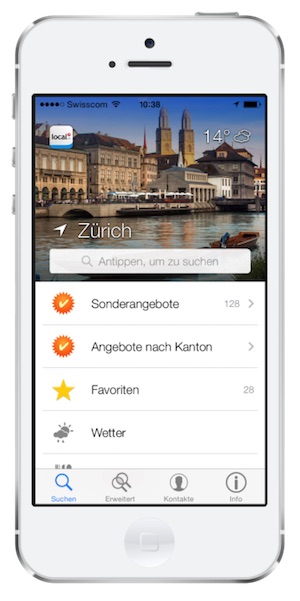 Swisscom 10:38
local.ch
14°
Zürich
Antippen, um zu suchen
Sonderangebote 128
Angebote nach Kanton
Favoriten 28
Wetter
Suchen Erweitert Kontakte Info